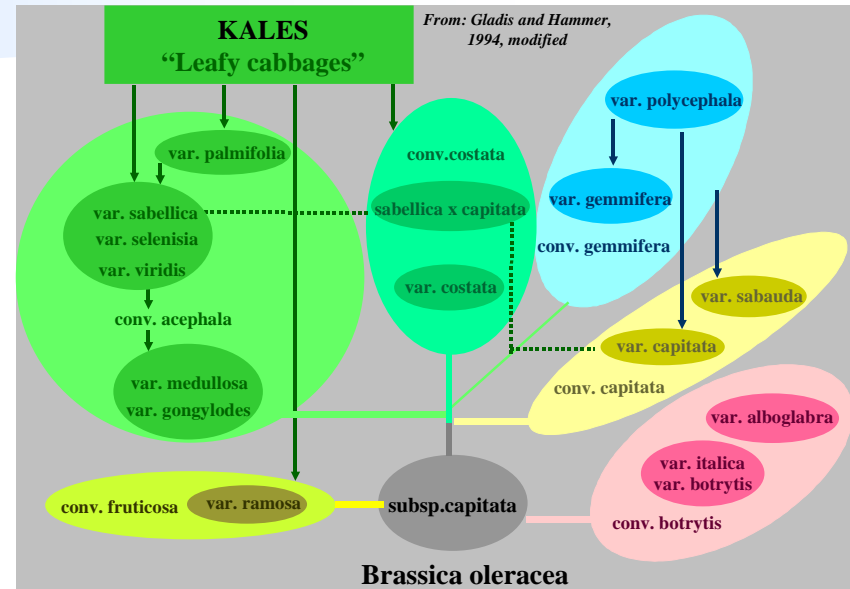 KALES
“Leafy cabbages”
From: Gladis and Hammer,
1994, modified
var. palmifolia
var. sabellica
var. selenisia
var. viridis
conv. acephala
var. medullosa
var. gongylodes
conv.costata
sabellica x capitata
var. costata
var. polycephala
var. gemmifera
conv. gemmifera
var. sabauda
var. capitata
conv. capitata
var. alboglabra
var. italica
var. botrytis
conv. botrytis
conv. fruticosa
var. ramosa
subsp.capitata
Brassica oleracea